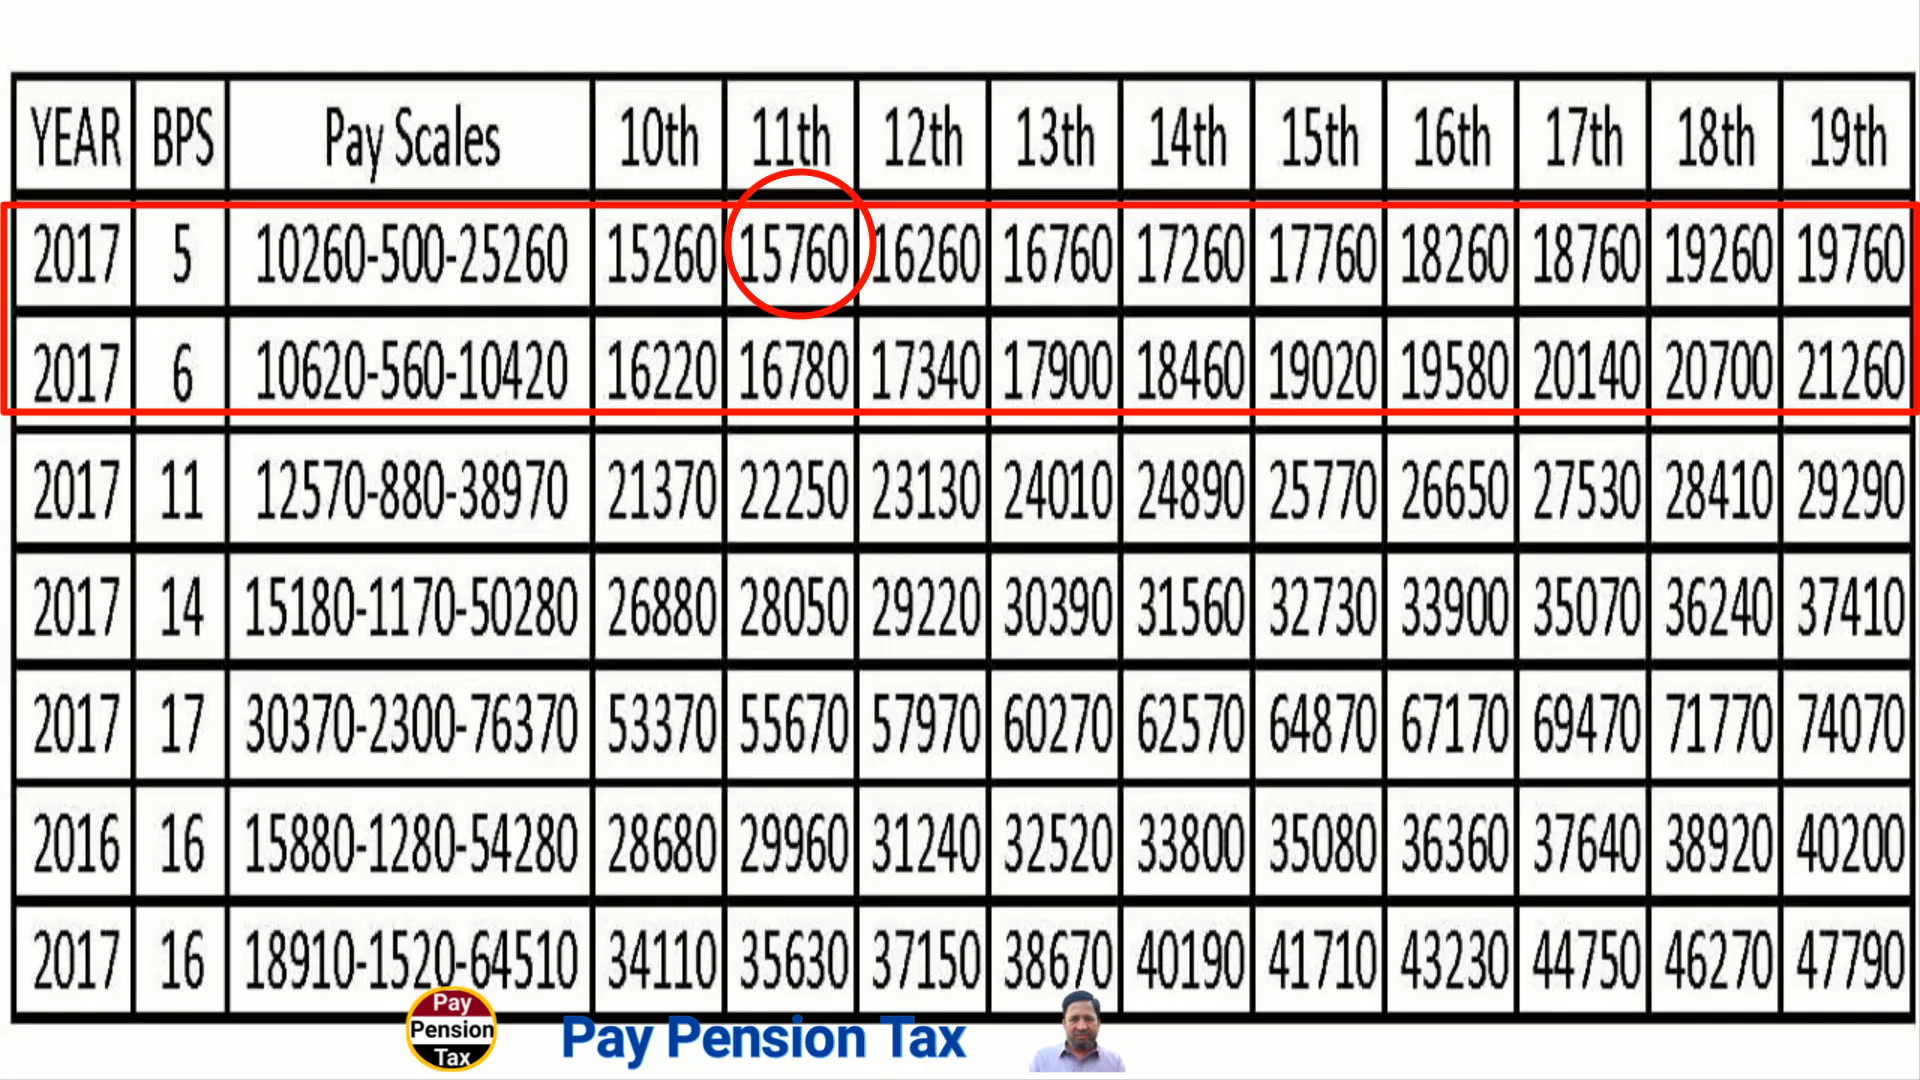 YEAR BPS Pay Scales 10th 11th 12th 13th 14th 15th 16th 17th 18th 19th
2017 5 10260-500-25260 15260 15760 16260 16760 17260 17760 18260 18760 19260 19760
2017 6 10620-560-10420 16220 16780 17340 17900 18460 19020 19580 20140 20700 21260
2017 11 12570-880-38970 21370 22250 23130 24010 24890 25770 26650 27530 28410 29290
2017 14 15180-1170-50280 26880 28050 29220 30390 31560 32730 33900 35070 36240 37410
2017 17 30370-2300-76370 53370 55670 57970 60270 62570 64870 67170 69470 71770 74070
2016 16 15880-1280-54280 28680 29960 31240 32520 33800 35080 36360 37640 38920 40200
2017 16 18910-1520-64510 34110 35630 37150 38670 40190 41710 43230 44750 46270 47790
Pay
Pension
Tax
Pay Pension Tax